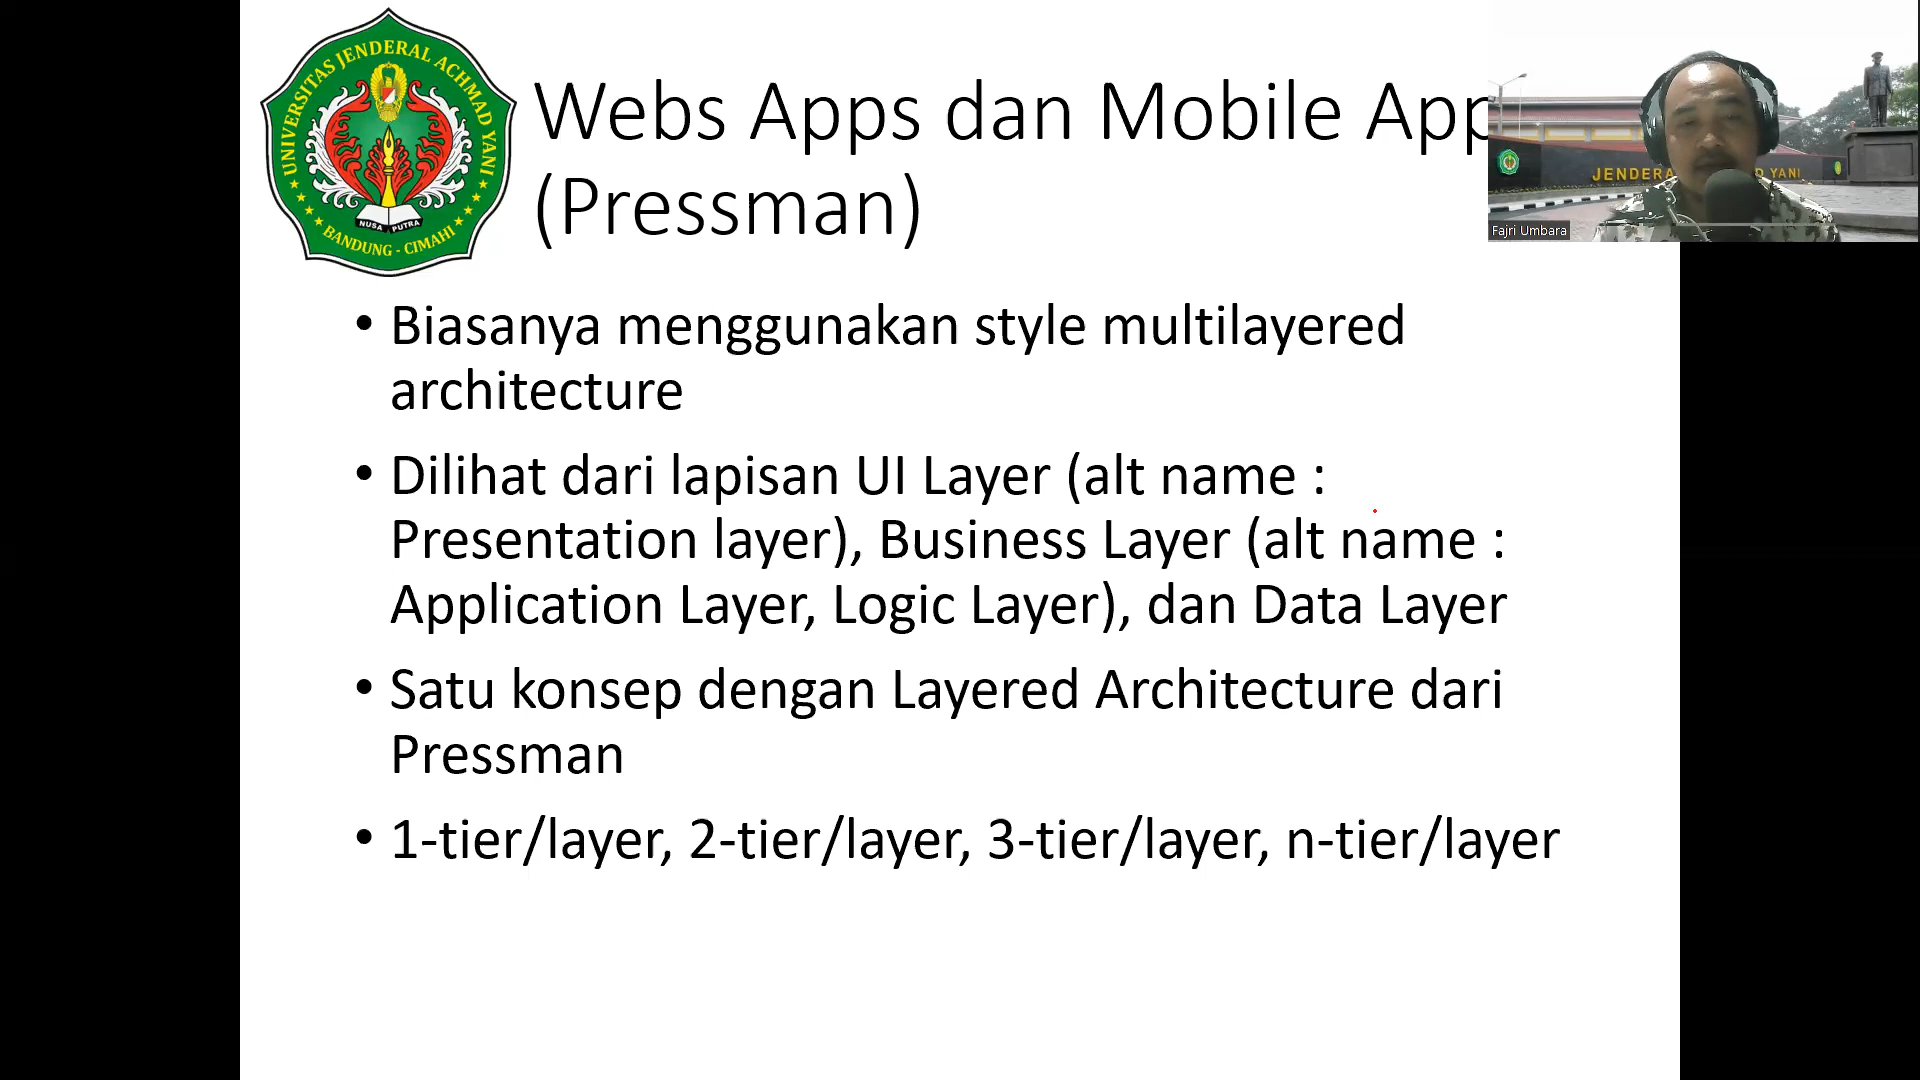 UNIVERSITAS JENDERAL ACHMAD YANI
NUSA PUTRA
BANDUNG - CIMAHI
Webs Apps dan Mobile App
(Pressman)
JENDERA
YANI
Fajri Umbara
• Biasanya menggunakan style multilayered
architecture
• Dilihat dari lapisan UI Layer (alt name :
Presentation layer), Business Layer (alt name :
Application Layer, Logic Layer), dan Data Layer
• Satu konsep dengan Layered Architecture dari
Pressman
• 1-tier/layer, 2-tier/layer, 3-tier/layer, n-tier/layer